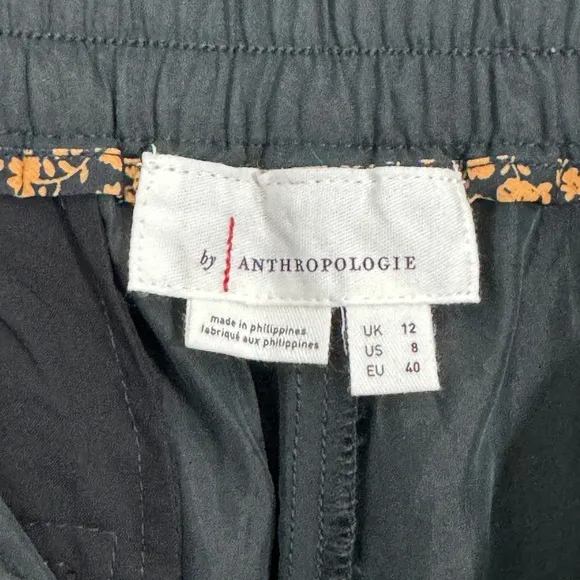 by ANTHROPOLOGIE
made in philippines
fabriqué aux philippines
UK 12
US 8
EU 40